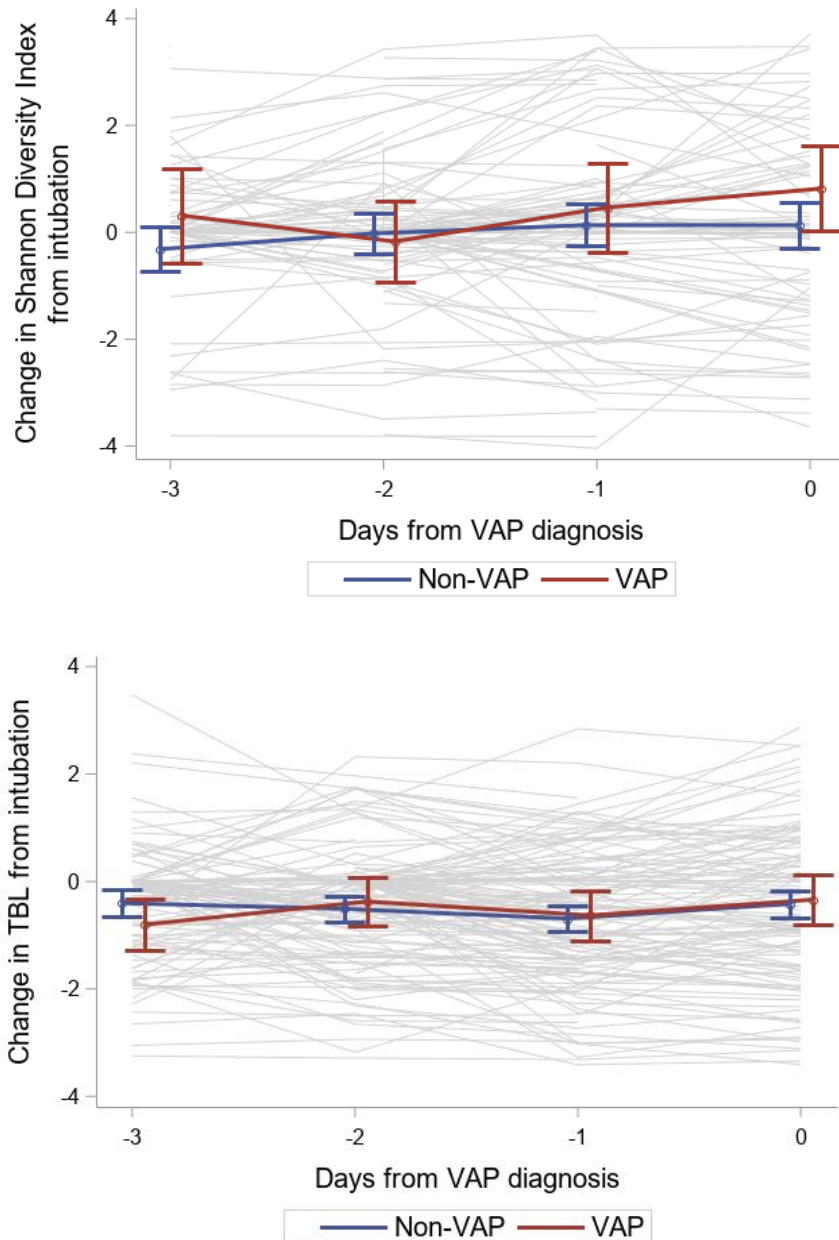 Change in Shannon Diversity Index
from intubation
4
2
0
-2
-4
-3
-2
-1
0
Days from VAP diagnosis
Non-VAP
VAP
Change in TBL from intubation
4
2
0
-2
-4
-3
-2
-1
0
Days from VAP diagnosis
Non-VAP
VAP